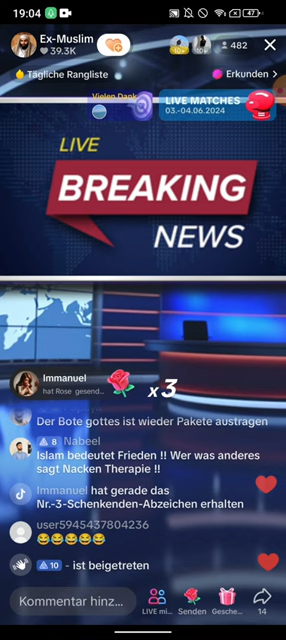 19:04
47
Ex-Muslim
39.3K
10+
482
Tägliche Rangliste
Erkunden
Vielen Dank
LIVE MATCHES
03.-04.06.2024
LIVE
BREAKING
NEWS
Immanuel
hat Rose gesend...
x3
Der Bote gottes ist wieder Pakete austragen
8 Nabeel
Islam bedeutet Frieden !! Wer was anderes
sagt Nacken Therapie !!
Immanuel hat gerade das
Nr.-3-Schenkenden-Abzeichen erhalten
user5945437804236
😂😂😂😂😂
10 - ist beigetreten
Kommentar hinz...
LIVE mi...
Senden
Gesche...
14